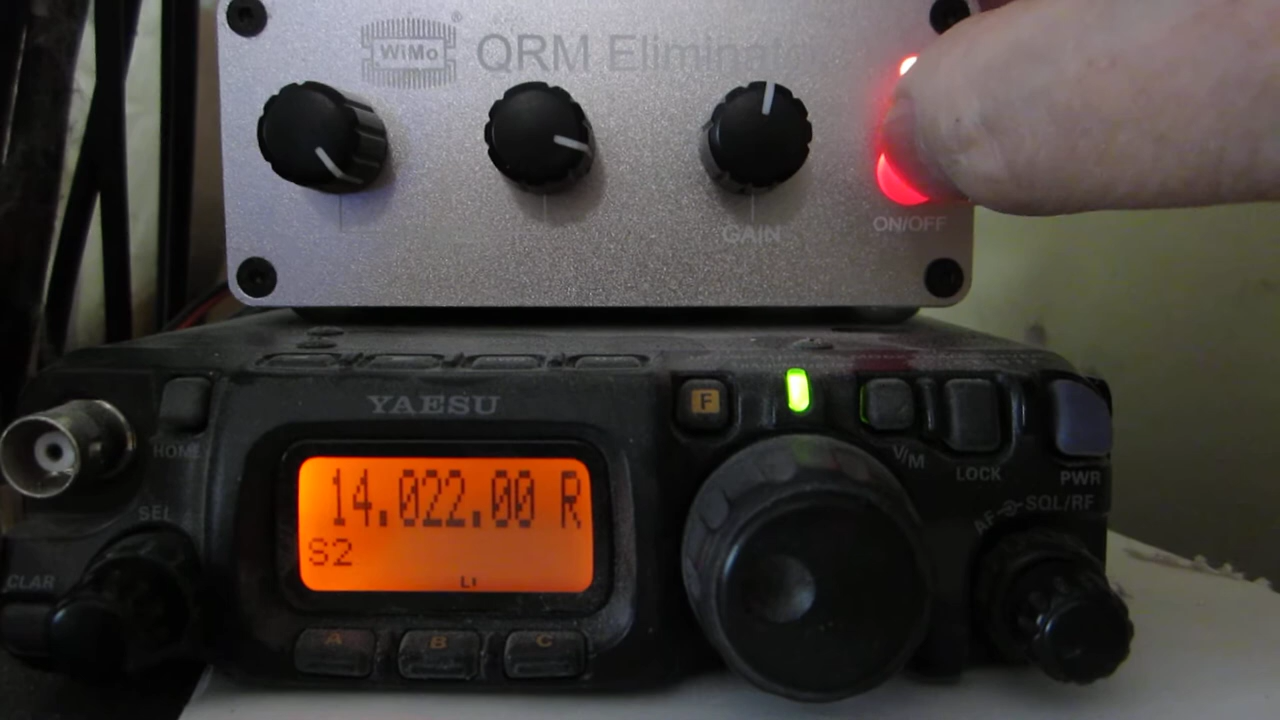 WiMo® QRM Eliminator
GAIN
ON/OFF
YAESU
F
HOME
V/M
LOCK
PWR
SEL
AF SQL/RF
14.022.00 R
S2
CLAR
A B C